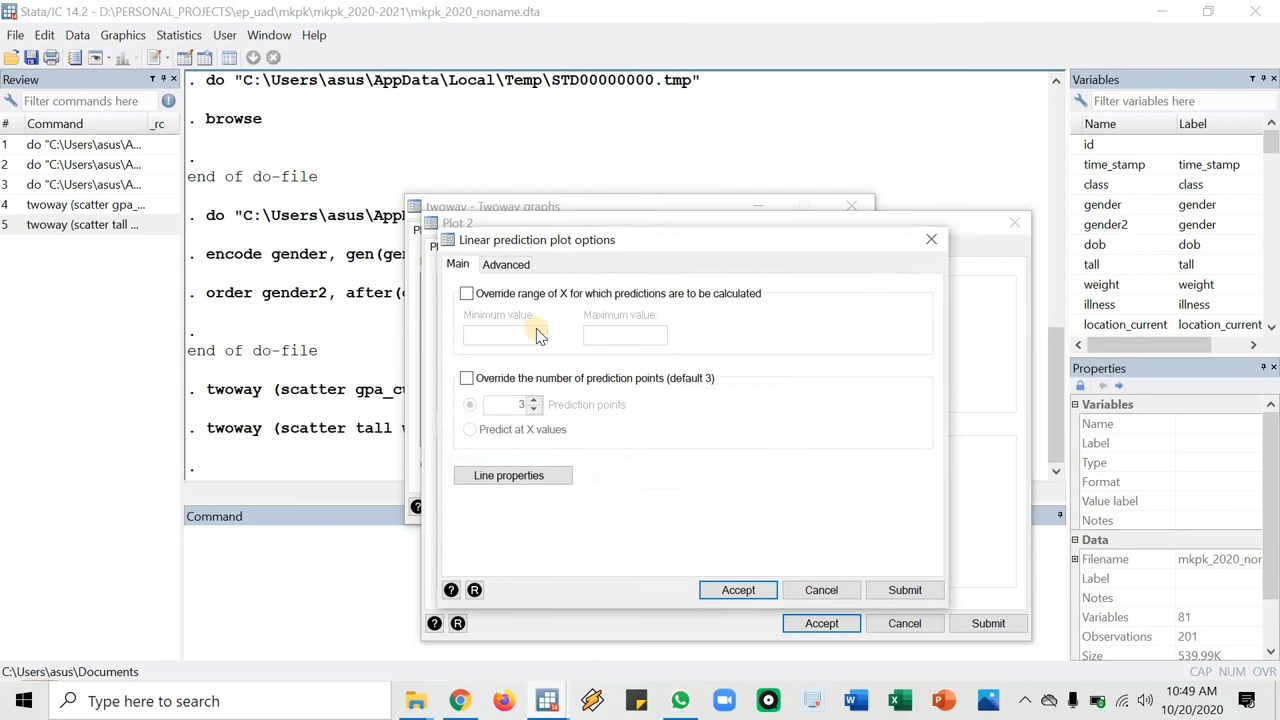 Stata/IC 14.2 - D:\PERSONAL_PROJECTS\ep_uad\mkpk\mkpk_2020-2021\mkpk_2020_noname.dta
File Edit Data Graphics Statistics User Window Help
Review
Filter commands here
# Command _rc
1 do "C:\Users\asus\A...
2 do "C:\Users\asus\A...
3 do "C:\Users\asus\A...
4 twoway (scatter gpa_...
5 twoway (scatter tall ...
. do "C:\Users\asus\AppData\Local\Temp\STD00000000.tmp"
. browse
.
end of do-file
. do "C:\Users\asus\App
. encode gender, gen(ge
. order gender2, after(
.
end of do-file
. twoway (scatter gpa_c
. twoway (scatter tall
.
Command
C:\Users\asus\Documents
twoway - Twoway graphs
Plot 2
Linear prediction plot options
Main Advanced
Override range of X for which predictions are to be calculated
Minimum value: Maximum value:
Override the number of prediction points (default 3)
3 Prediction points
Predict at X values
Line properties
? R Accept Cancel Submit
? R Accept Cancel Submit
Variables
Filter variables here
Name Label
id
time_stamp time_stamp
class class
gender gender
gender2 gender
dob dob
tall tall
weight weight
illness illness
location_current location_current
Properties
Variables
Name
Label
Type
Format
Value label
Notes
Data
Filename mkpk_2020_nor
Label
Notes
Variables 81
Observations 201
Size 539.99K
CAP NUM OVR
Type here to search
10:49 AM
10/20/2020